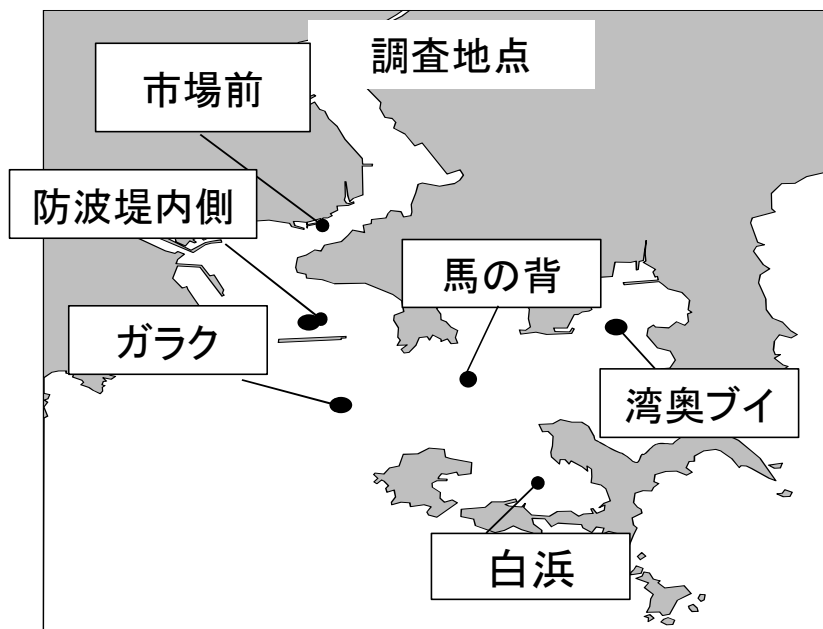 調査地点
市場前
防波堤内側
馬の背
ガラク
湾奥ブイ
白浜